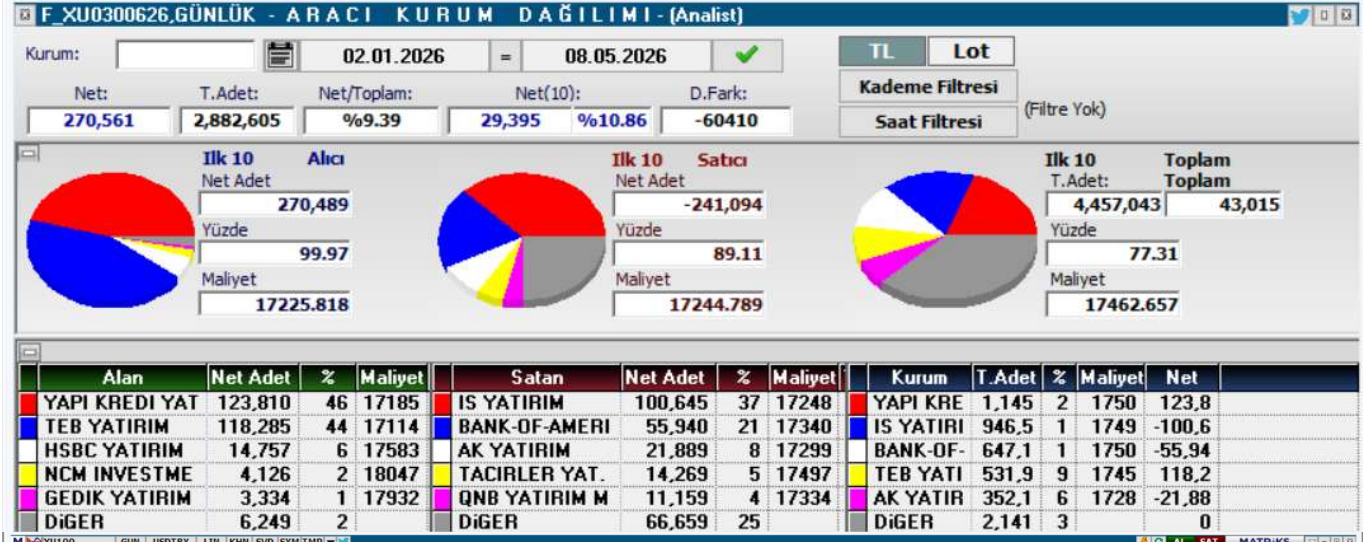 F_XU0300626,GÜNLÜK - ARACI KURUM DAĞILIMI-(Analist)
Kurum: 02.01.2026 = 08.05.2026 TL Lot
Net: T.Adet: Net/Toplam: Net(10): D.Fark: Kademe Filtresi
270,561 2,882,605 %9.39 29,395 %10.86 -60410 Saat Filtresi (Filtre Yok)
Ilk 10 Alıcı Ilk 10 Satıcı Ilk 10 Toplam
Net Adet Net Adet T.Adet: Toplam
270,489 -241,094 4,457,043 43,015
Yüzde Yüzde Yüzde
99.97 89.11 77.31
Maliyet Maliyet Maliyet
17225.818 17244.789 17462.657
Alan Net Adet % Maliyet Satan Net Adet % Maliyet Kurum T.Adet % Maliyet Net
YAPI KREDI YAT 123,810 46 17185 IS YATIRIM 100,645 37 17248 YAPI KRE 1,145 2 1750 123,8
TEB YATIRIM 118,285 44 17114 BANK-OF-AMERI 55,940 21 17340 IS YATIRI 946,5 1 1749 -100,6
HSBC YATIRIM 14,757 6 17583 AK YATIRIM 21,889 8 17299 BANK-OF- 647,1 1 1750 -55,94
NCM INVESTME 4,126 2 18047 TACIRLER YAT. 14,269 5 17497 TEB YATI 531,9 9 1745 118,2
GEDIK YATIRIM 3,334 1 17932 QNB YATIRIM M 11,159 4 17334 AK YATIR 352,1 6 1728 -21,88
DiGER 6,249 2 DiGER 66,659 25 DiGER 2,141 3 0